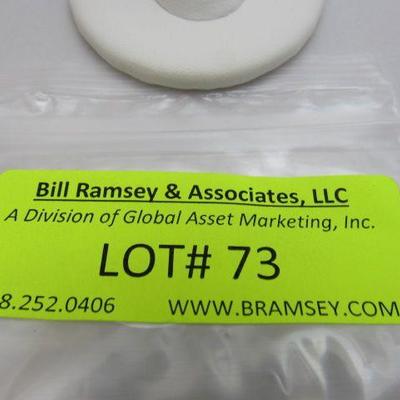 Bill Ramsey & Associates, LLC
A Division of Global Asset Marketing, Inc.
LOT# 73
8.252.0406 WWW.BRAMSEY.COM